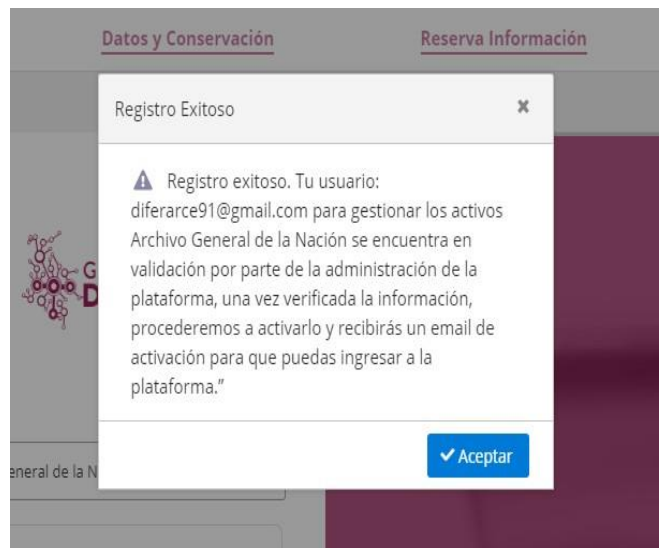 Datos y Conservación
Reserva Información
Registro Exitoso
Registro exitoso. Tu usuario:
diferarce91@gmail.com para gestionar los activos
Archivo General de la Nación se encuentra en
validación por parte de la administración de la
plataforma, una vez verificada la información,
procederemos a activarlo y recibirás un email de
activación para que puedas ingresar a la
plataforma.”
Aceptar
G
D
eneral de la N